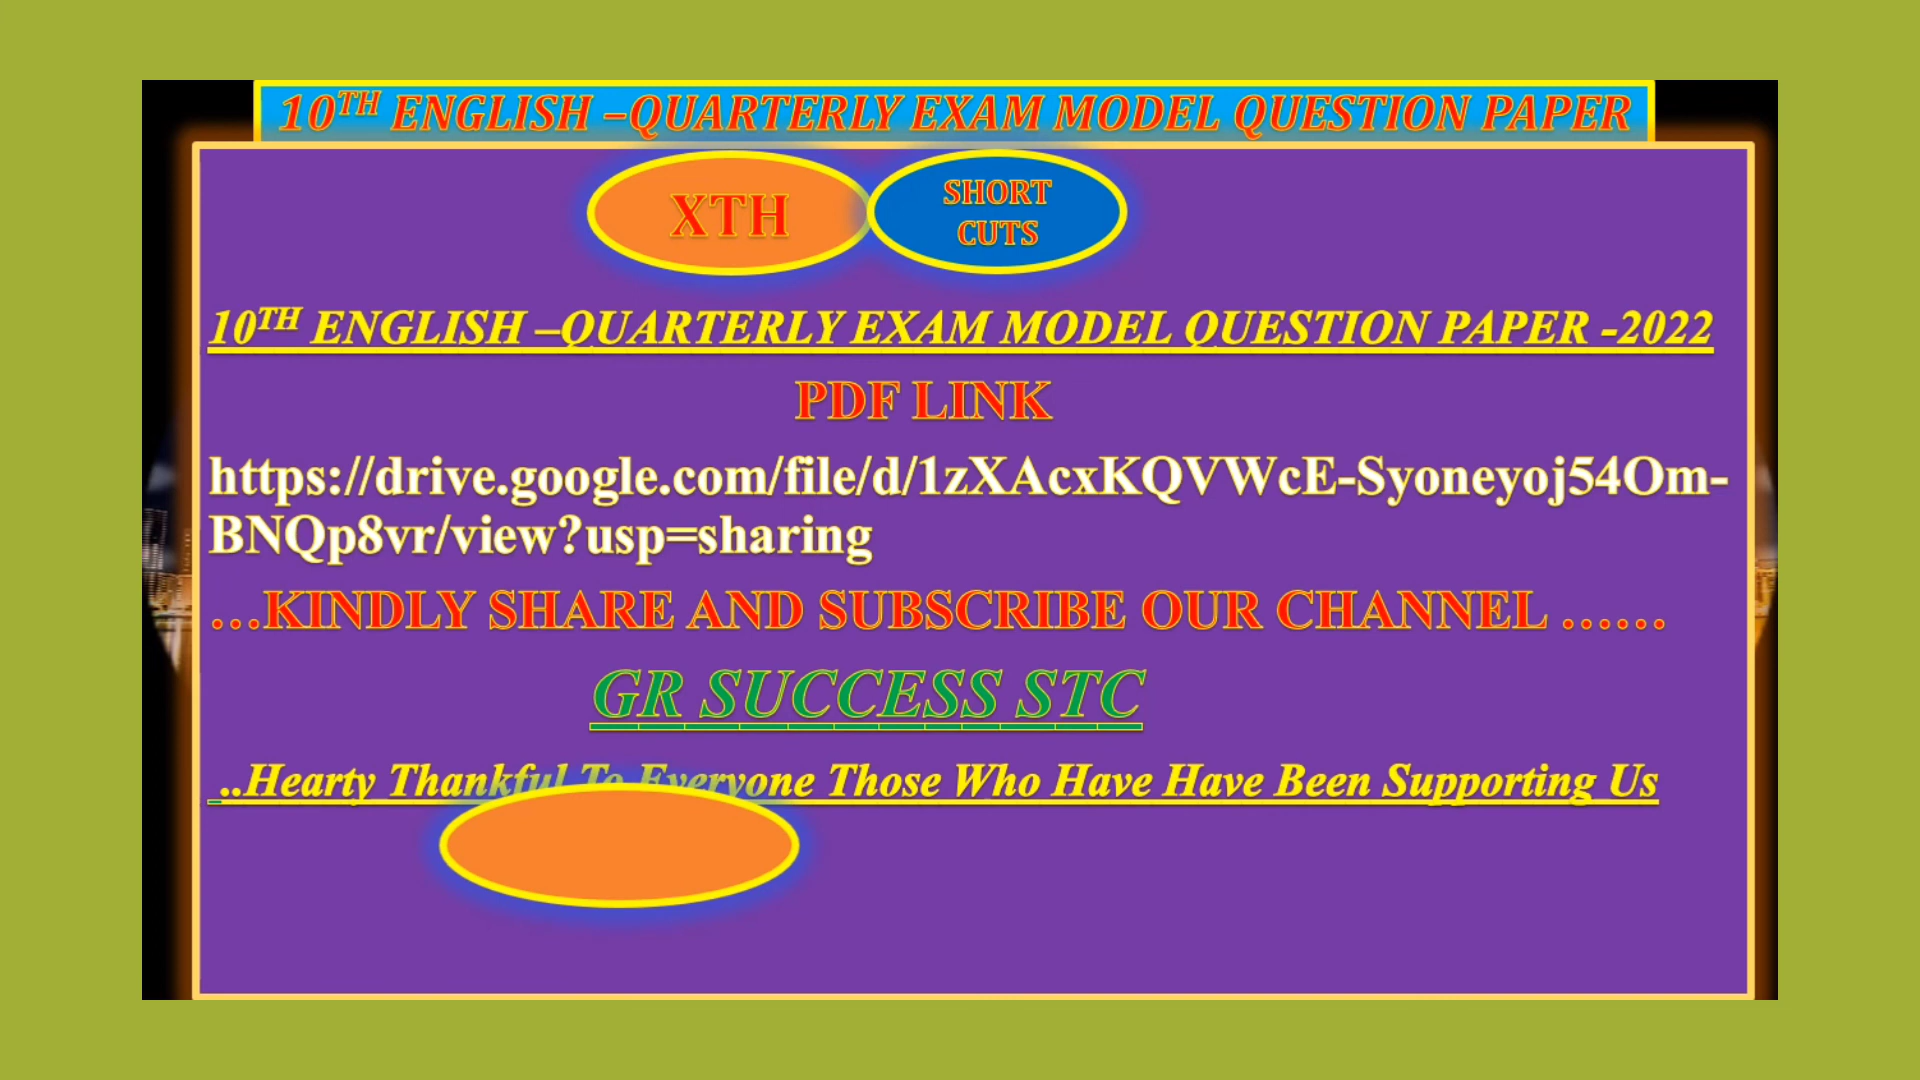 10TH ENGLISH –QUARTERLY EXAM MODEL QUESTION PAPER
XTH
SHORT
CUTS
10TH ENGLISH –QUARTERLY EXAM MODEL QUESTION PAPER -2022
PDF LINK
https://drive.google.com/file/d/1zXAcxKQVWcE-Syoneyoj54Om-
BNQp8vr/view?usp=sharing
…KINDLY SHARE AND SUBSCRIBE OUR CHANNEL ……
GR SUCCESS STC
..Hearty Thankful To Everyone Those Who Have Have Been Supporting Us